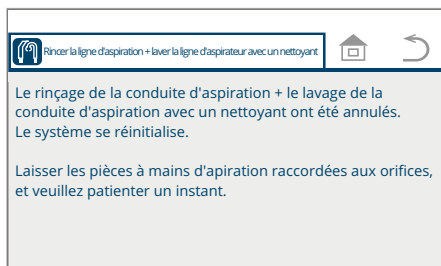 Rincer la ligne d'aspiration + laver la ligne d'aspirateur avec un nettoyant
Le rinçage de la conduite d'aspiration + le lavage de la
conduite d'aspiration avec un nettoyant ont été annulés.
Le système se réinitialise.
Laisser les pièces à mains d'apiration raccordées aux orifices,
et veuillez patienter un instant.